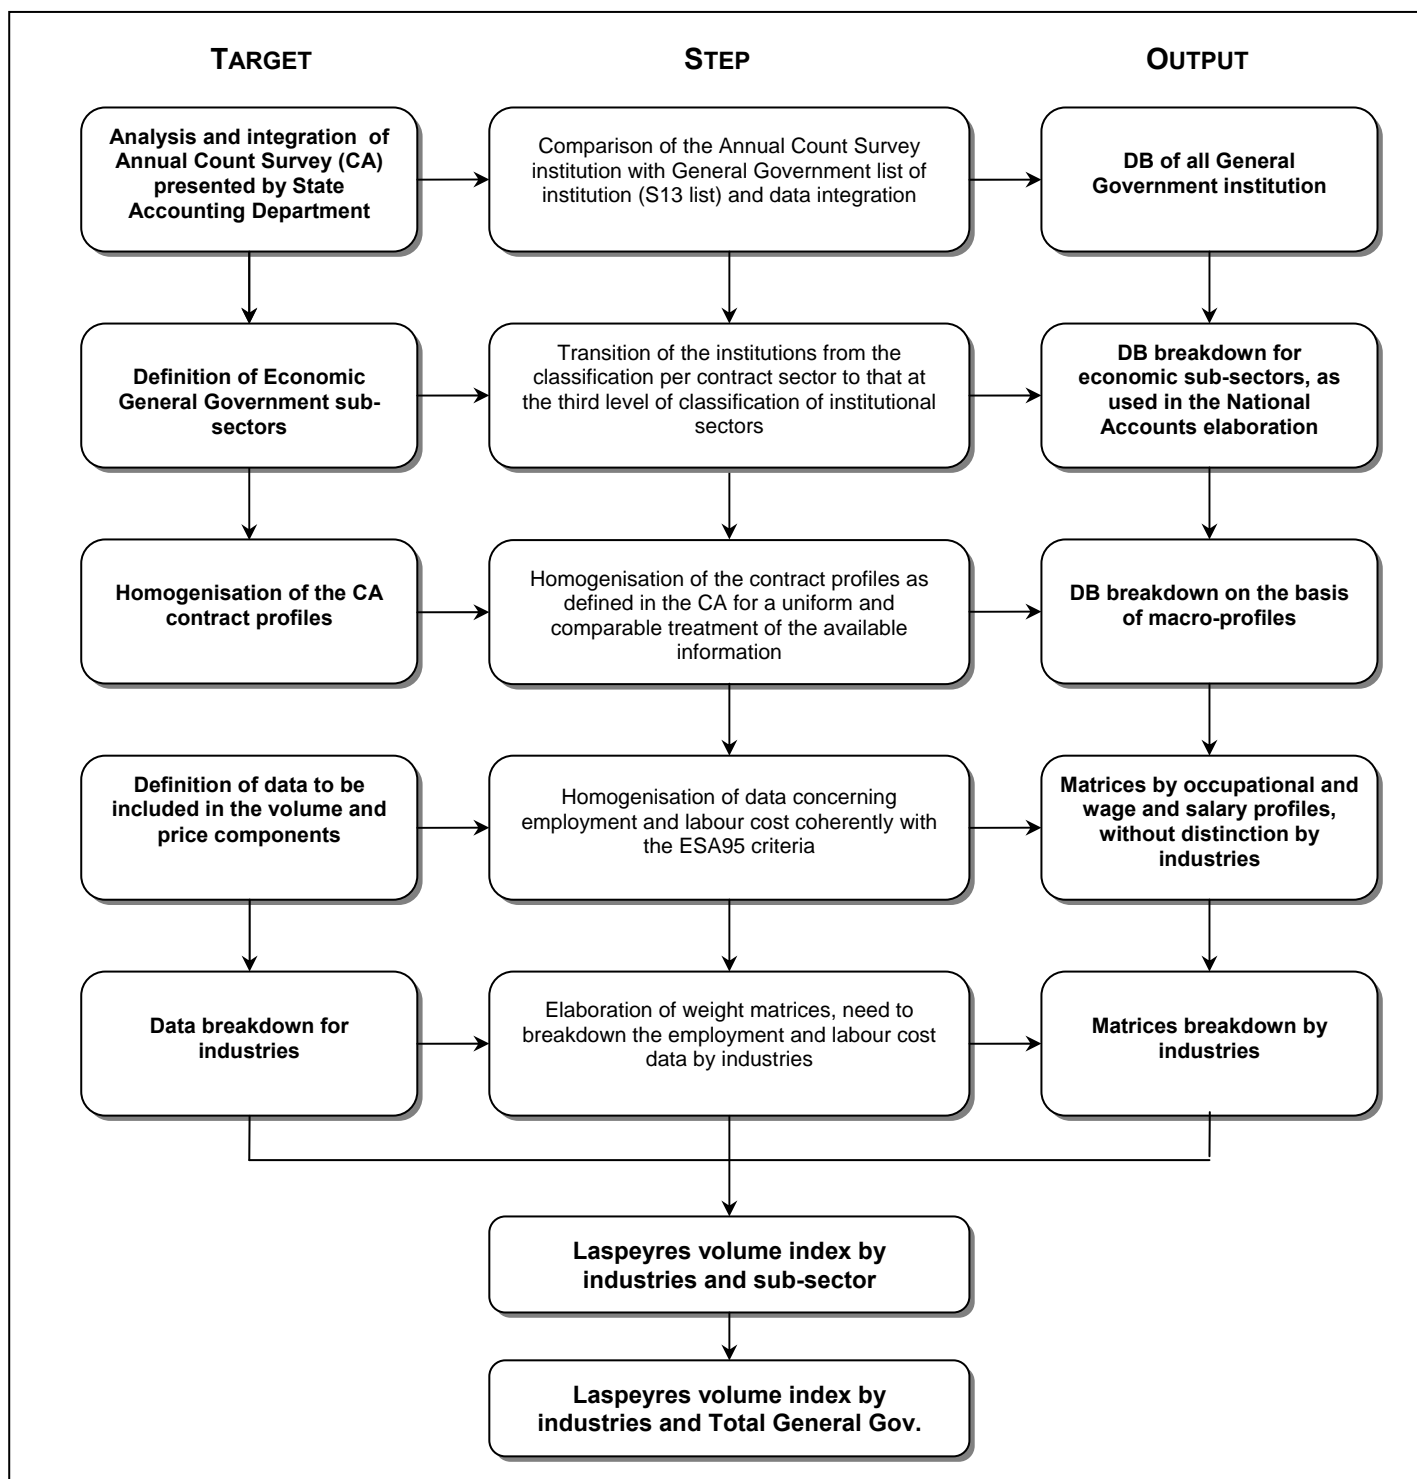 TARGET
STEP
OUTPUT
Analysis and integration of
Annual Count Survey (CA)
presented by State
Accounting Department
Comparison of the Annual Count Survey
institution with General Government list of
institution (S13 list) and data integration
DB of all General
Government institution
Definition of Economic
General Government sub-
sectors
Transition of the institutions from the
classification per contract sector to that at
the third level of classification of institutional
sectors
DB breakdown for
economic sub-sectors, as
used in the National
Accounts elaboration
Homogenisation of the CA
contract profiles
Homogenisation of the contract profiles as
defined in the CA for a uniform and
comparable treatment of the available
information
DB breakdown on the basis
of macro-profiles
Definition of data to be
included in the volume and
price components
Homogenisation of data concerning
employment and labour cost coherently with
the ESA95 criteria
Matrices by occupational and
wage and salary profiles,
without distinction by
industries
Data breakdown for
industries
Elaboration of weight matrices, need to
breakdown the employment and labour cost
data by industries
Matrices breakdown by
industries
Laspeyres volume index by
industries and sub-sector
Laspeyres volume index by
industries and Total General Gov.